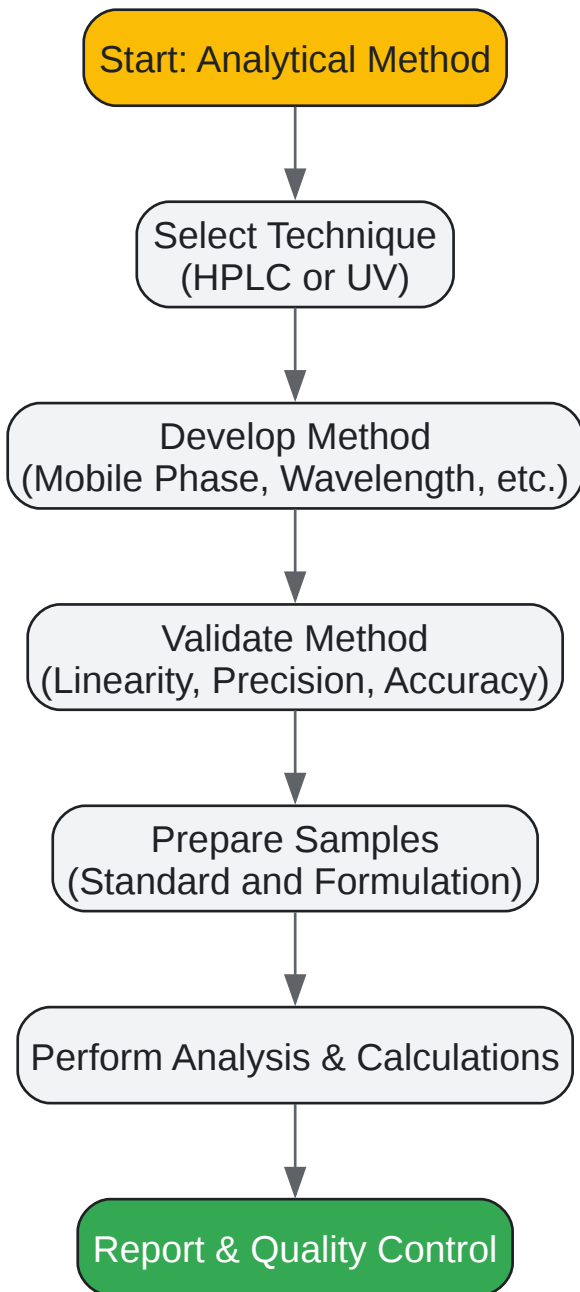 Start: Analytical Method
Select Technique
(HPLC or UV)
Develop Method
(Mobile Phase, Wavelength, etc.)
Validate Method
(Linearity, Precision, Accuracy)
Prepare Samples
(Standard and Formulation)
Perform Analysis & Calculations
Report & Quality Control